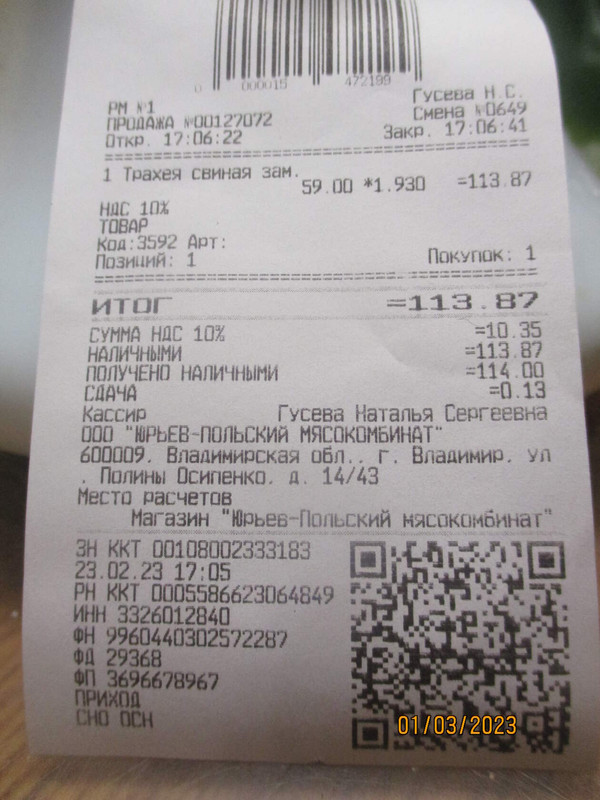 0 000015 472199
РМ №1 Гусева Н.С.
ПРОДАЖА №00127072 Смена №0649
Откр. 17:06:22 Закр. 17:06:41
1 Трахея свиная зам.
59.00 *1.930 =113.87
НДС 10%
ТОВАР
Код:3592 Арт:
Позиций: 1 Покупок: 1
ИТОГ =113.87
СУММА НДС 10% =10.35
НАЛИЧНЫМИ =113.87
ПОЛУЧЕНО НАЛИЧНЫМИ =114.00
СДАЧА =0.13
Кассир Гусева Наталья Сергеевна
ООО "ЮРЬЕВ-ПОЛЬСКИЙ МЯСОКОМБИНАТ"
600009. Владимирская обл.. г. Владимир. ул
. Полины Осипенко. д. 14/43
Место расчетов
Магазин "Юрьев-Польский мясокомбинат"
ЗН ККТ 00108002333183
23.02.23 17:05
РН ККТ 0005586623064849
ИНН 3326012840
ФН 9960440302572287
ФД 29368
ФП 3696678967
ПРИХОД
СНО ОСН
01/03/2023